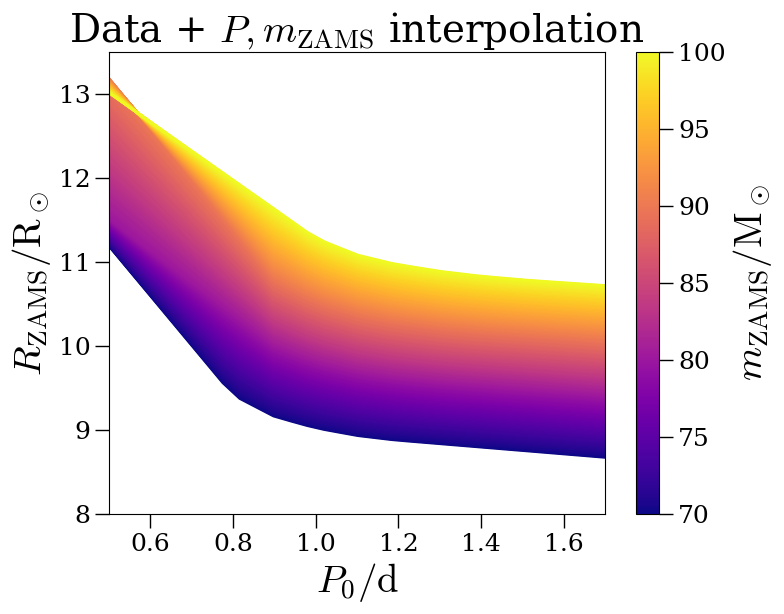 Data + P, m_ZAMS interpolation
R_ZAMS/R_⊙
13
12
11
10
9
8
0.6 0.8 1.0 1.2 1.4 1.6
P_0/d
100
95
90
85
80
75
70
m_ZAMS/M_⊙